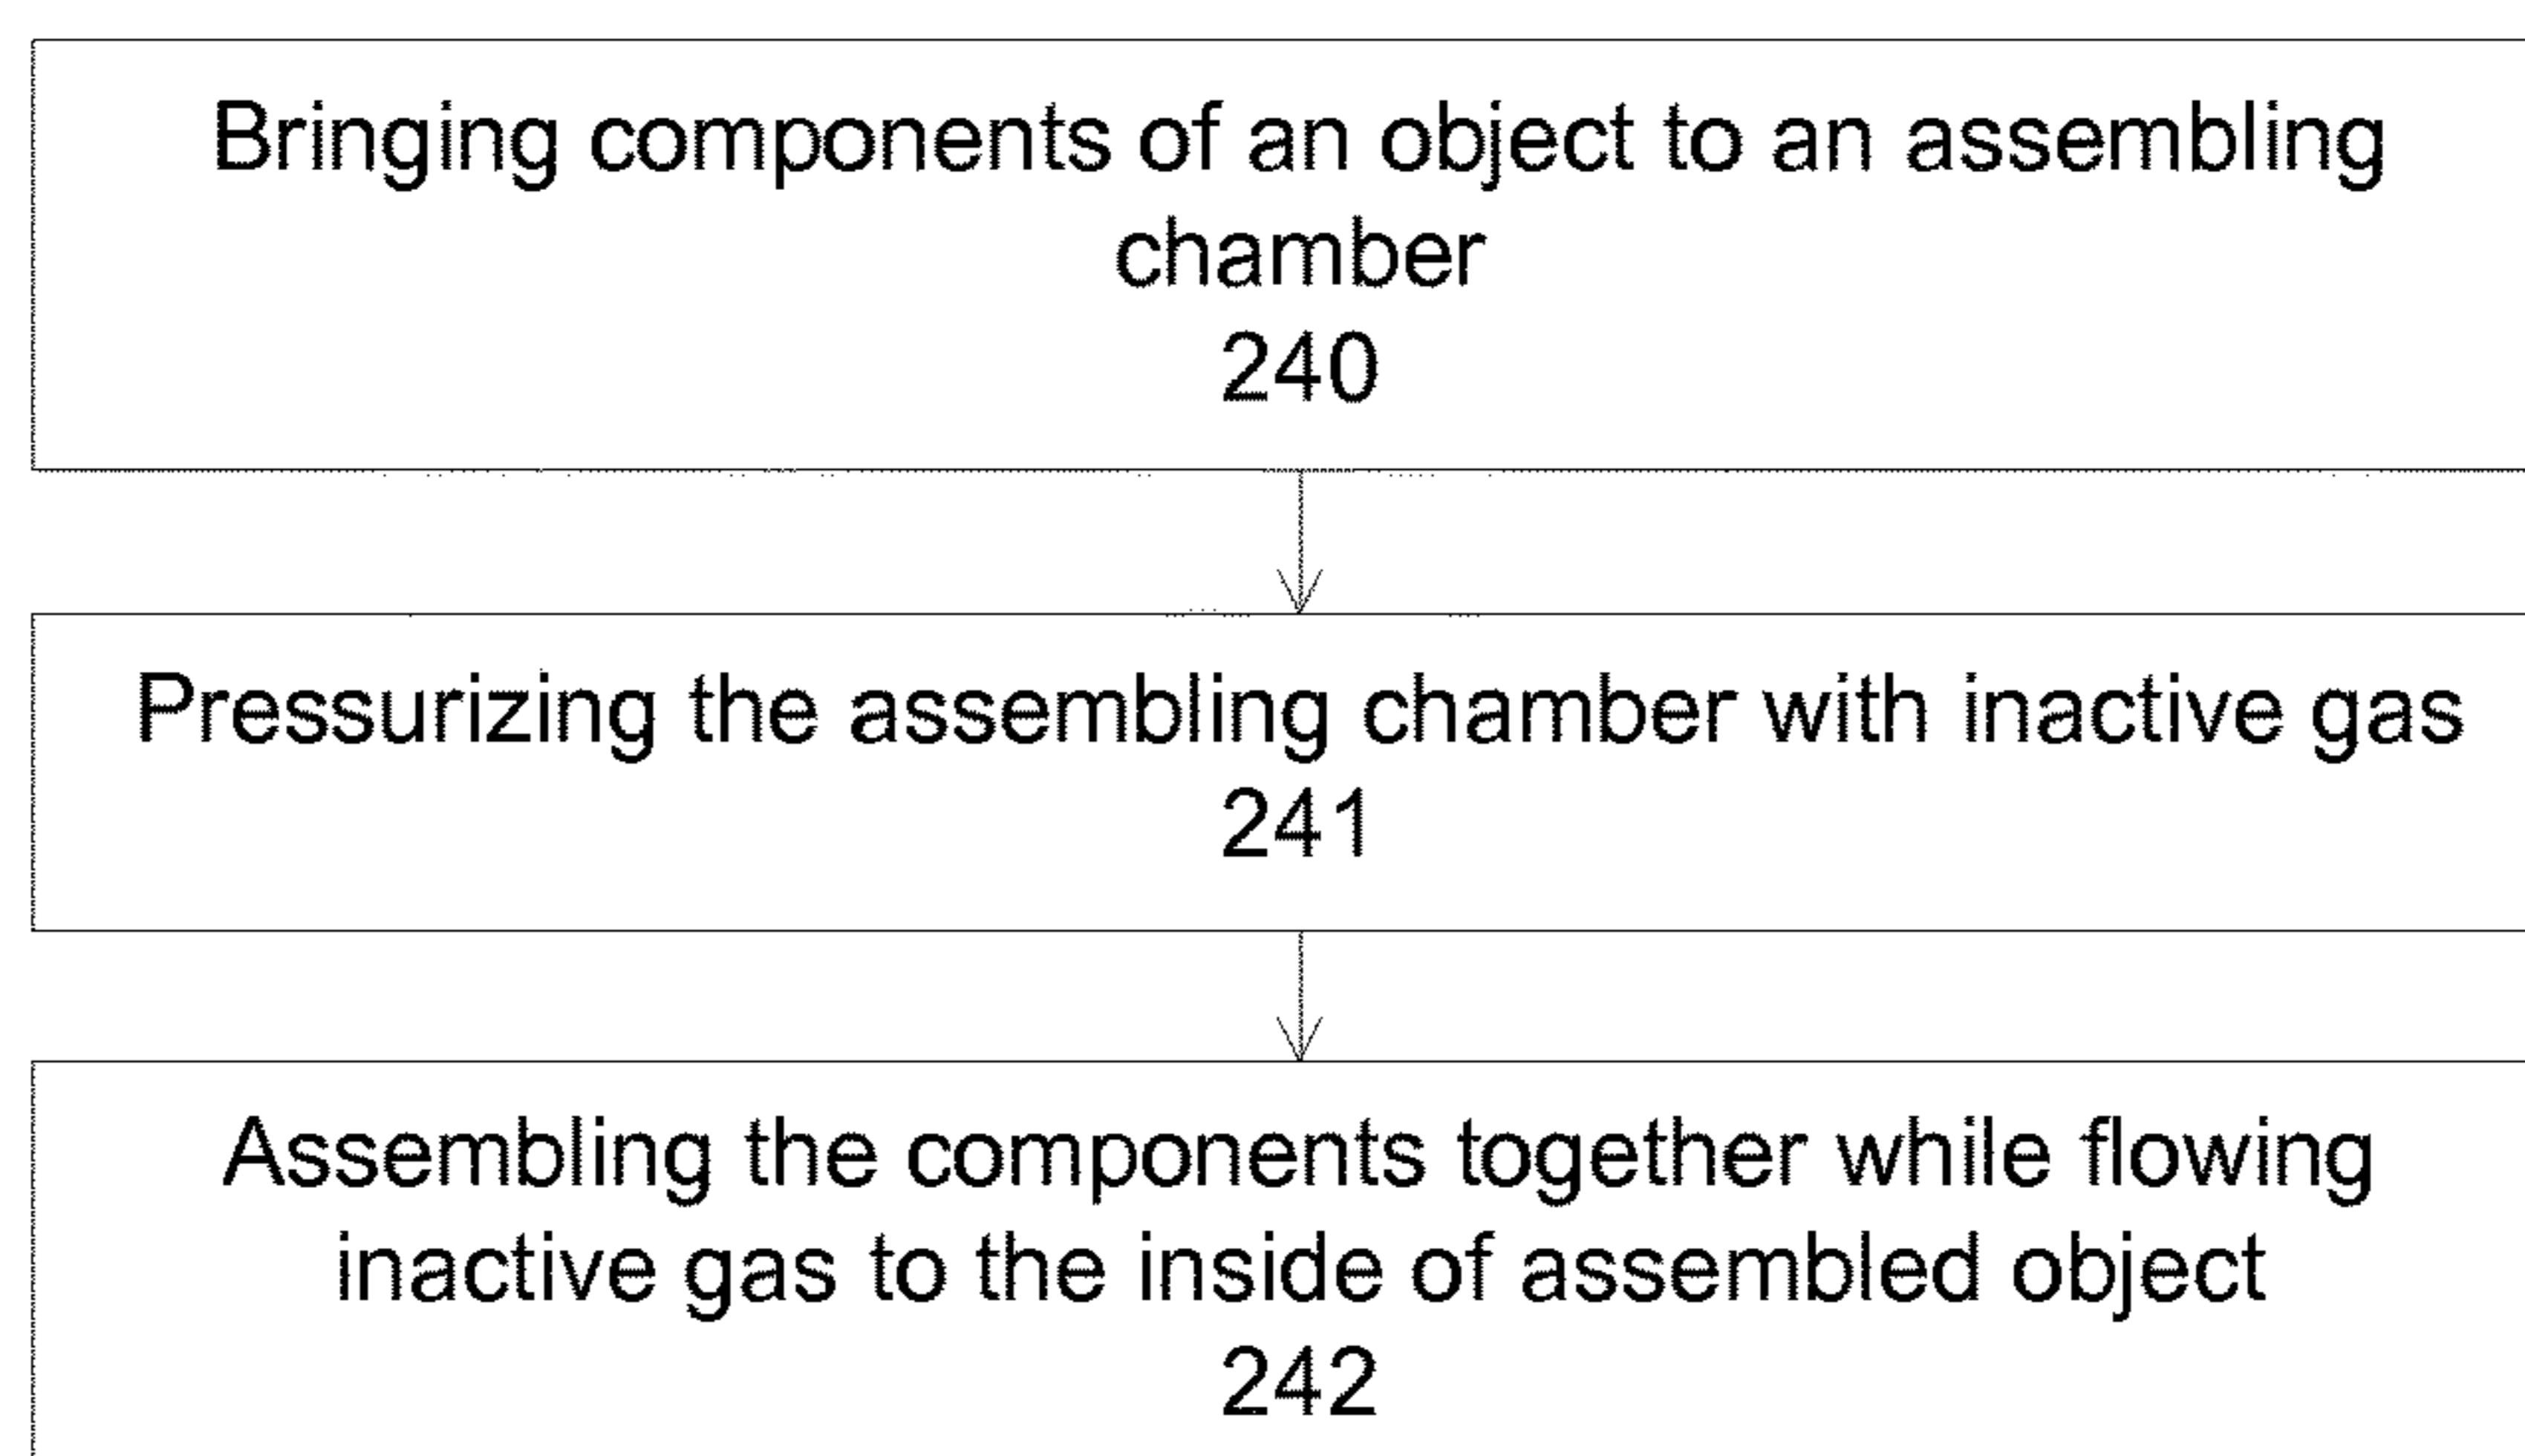 Bringing components of an object to an assembling
chamber
240
Pressurizing the assembling chamber with inactive gas
241
Assembling the components together while flowing
inactive gas to the inside of assembled object
242